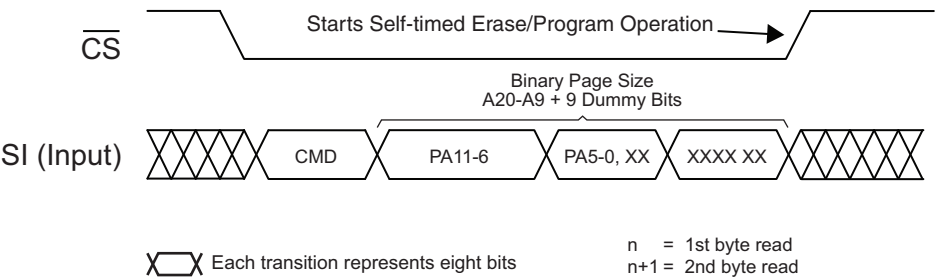 Starts Self-timed Erase/Program Operation
CS
Binary Page Size
A20-A9 + 9 Dummy Bits
SI (Input)
CMD
PA11-6
PA5-0, XX
XXXX XX
Each transition represents eight bits
n = 1st byte read
n+1 = 2nd byte read